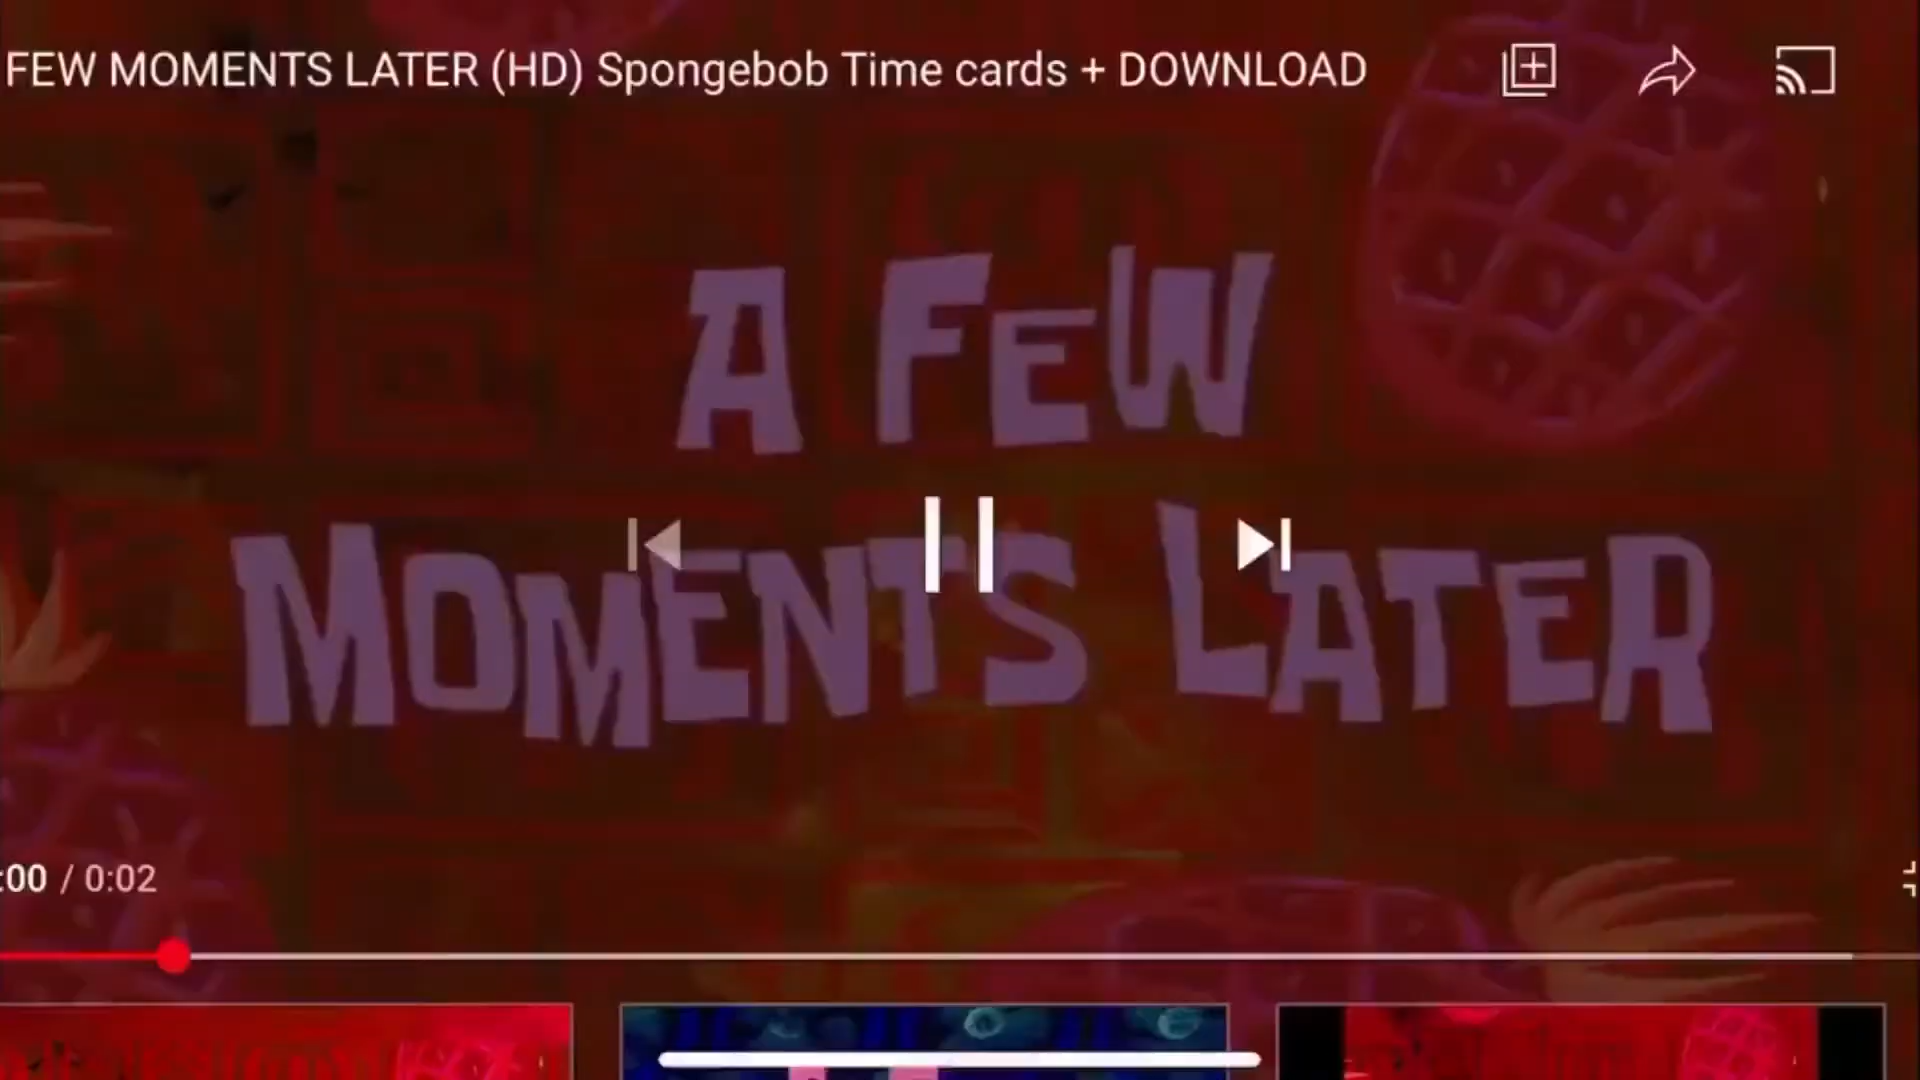 FEW MOMENTS LATER (HD) Spongebob Time cards + DOWNLOAD
A FEW
MOMENTS LATER
:00 / 0:02